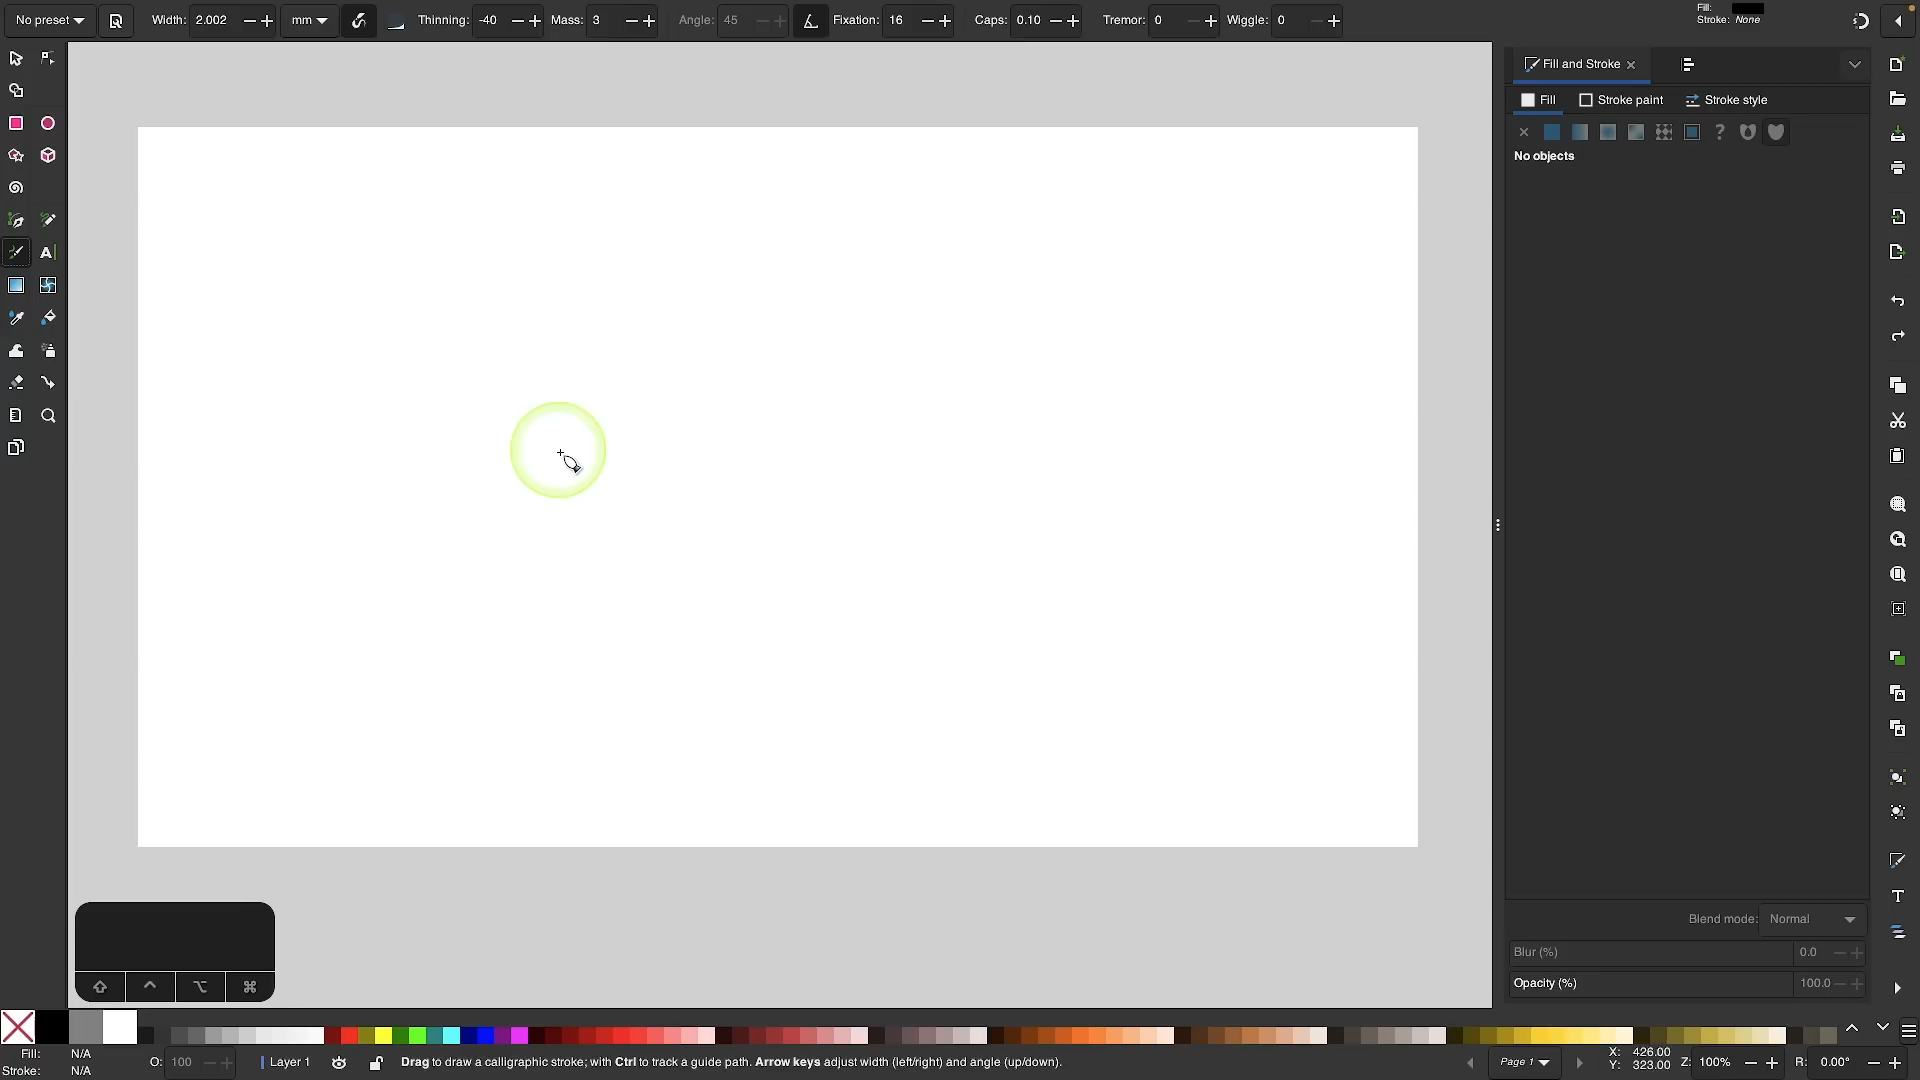 No preset Width: 2.002 mm Thinning: -40 Mass: 3 Angle: 45 Fixation: 16 Caps: 0.10 Tremor: 0 Wiggle: 0
Fill:
Stroke: None
Fill and Stroke
Fill Stroke paint Stroke style
No objects
Blend mode: Normal
Blur (%) 0.0
Opacity (%) 100.0
Fill: N/A
Stroke: N/A
O: 100
Layer 1
Drag to draw a calligraphic stroke; with Ctrl to track a guide path. Arrow keys adjust width (left/right) and angle (up/down).
Page 1
X: 426.00
Y: 323.00
Z: 100%
R: 0.00°